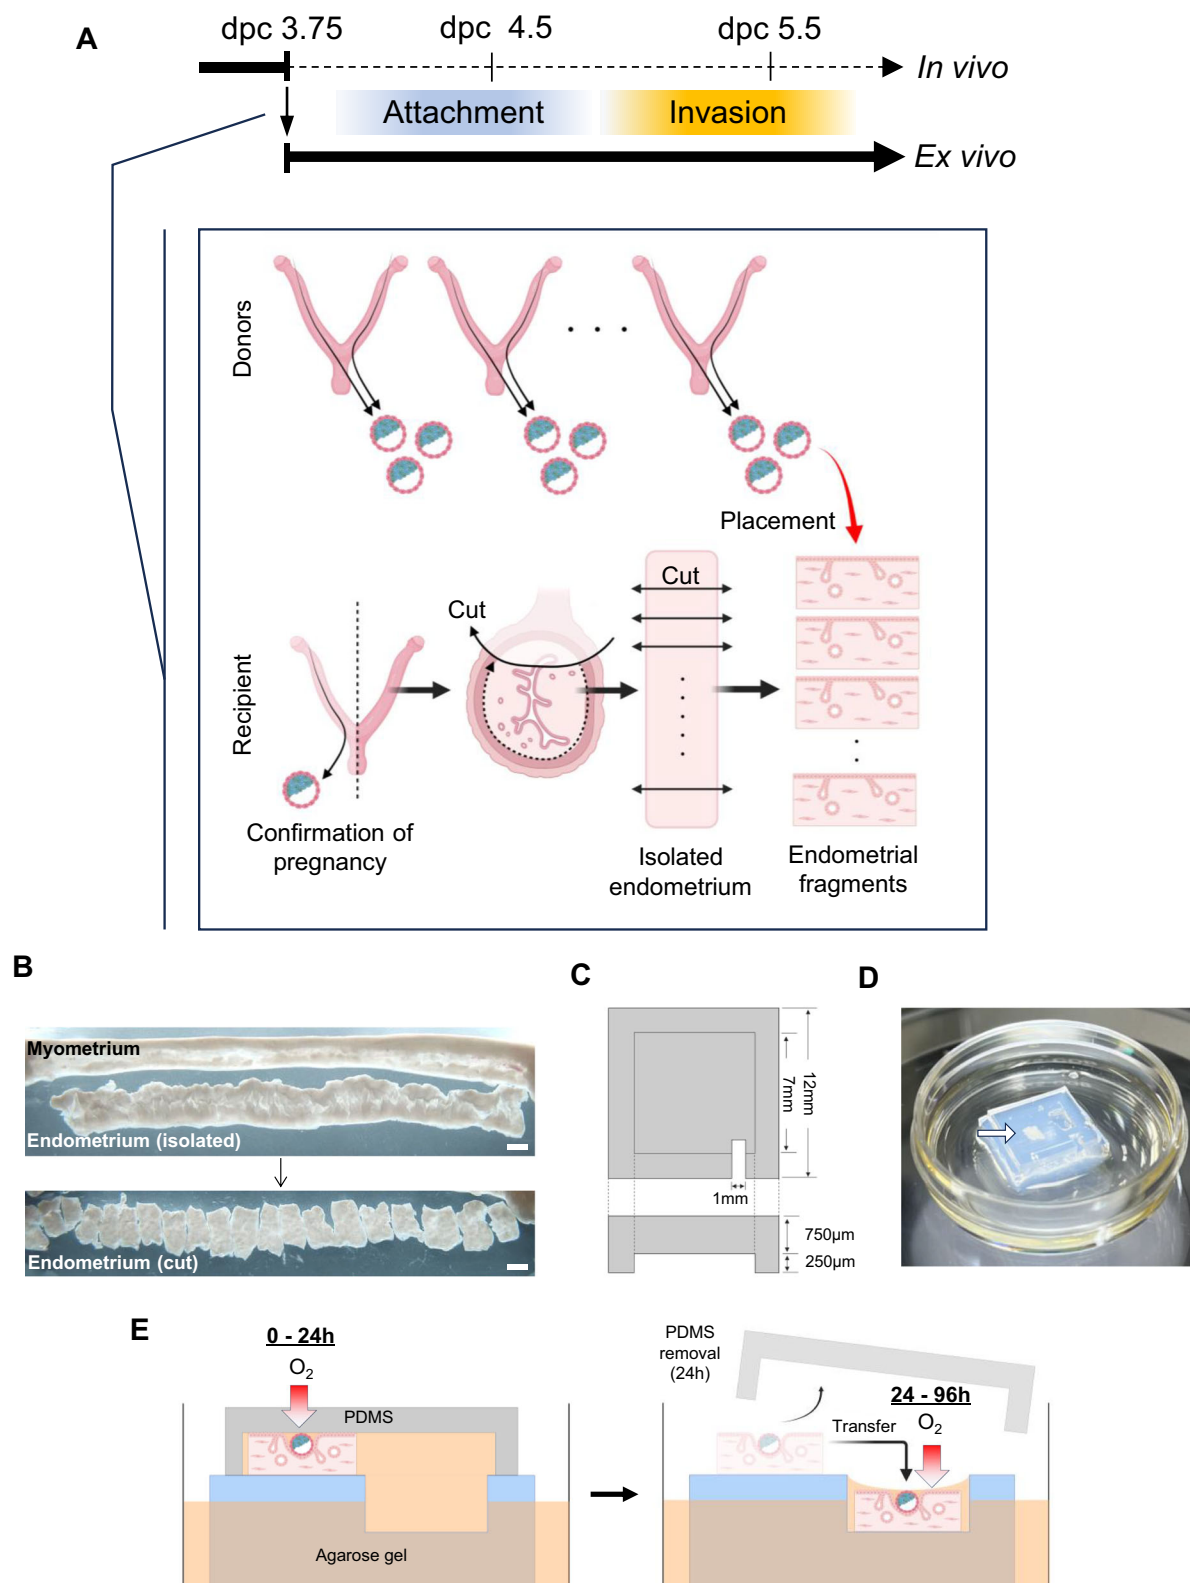 A
dpc 3.75
dpc 4.5
dpc 5.5
In vivo
Attachment
Invasion
Ex vivo
Donors
. . .
Placement
Recipient
Cut
Cut
Confirmation of
pregnancy
Isolated
endometrium
Endometrial
fragments
B
Myometrium
Endometrium (isolated)
Endometrium (cut)
C
7mm
12mm
1mm
750μm
250μm
D
E
0 - 24h
O2
PDMS
Agarose gel
PDMS
removal
(24h)
24 - 96h
O2
Transfer